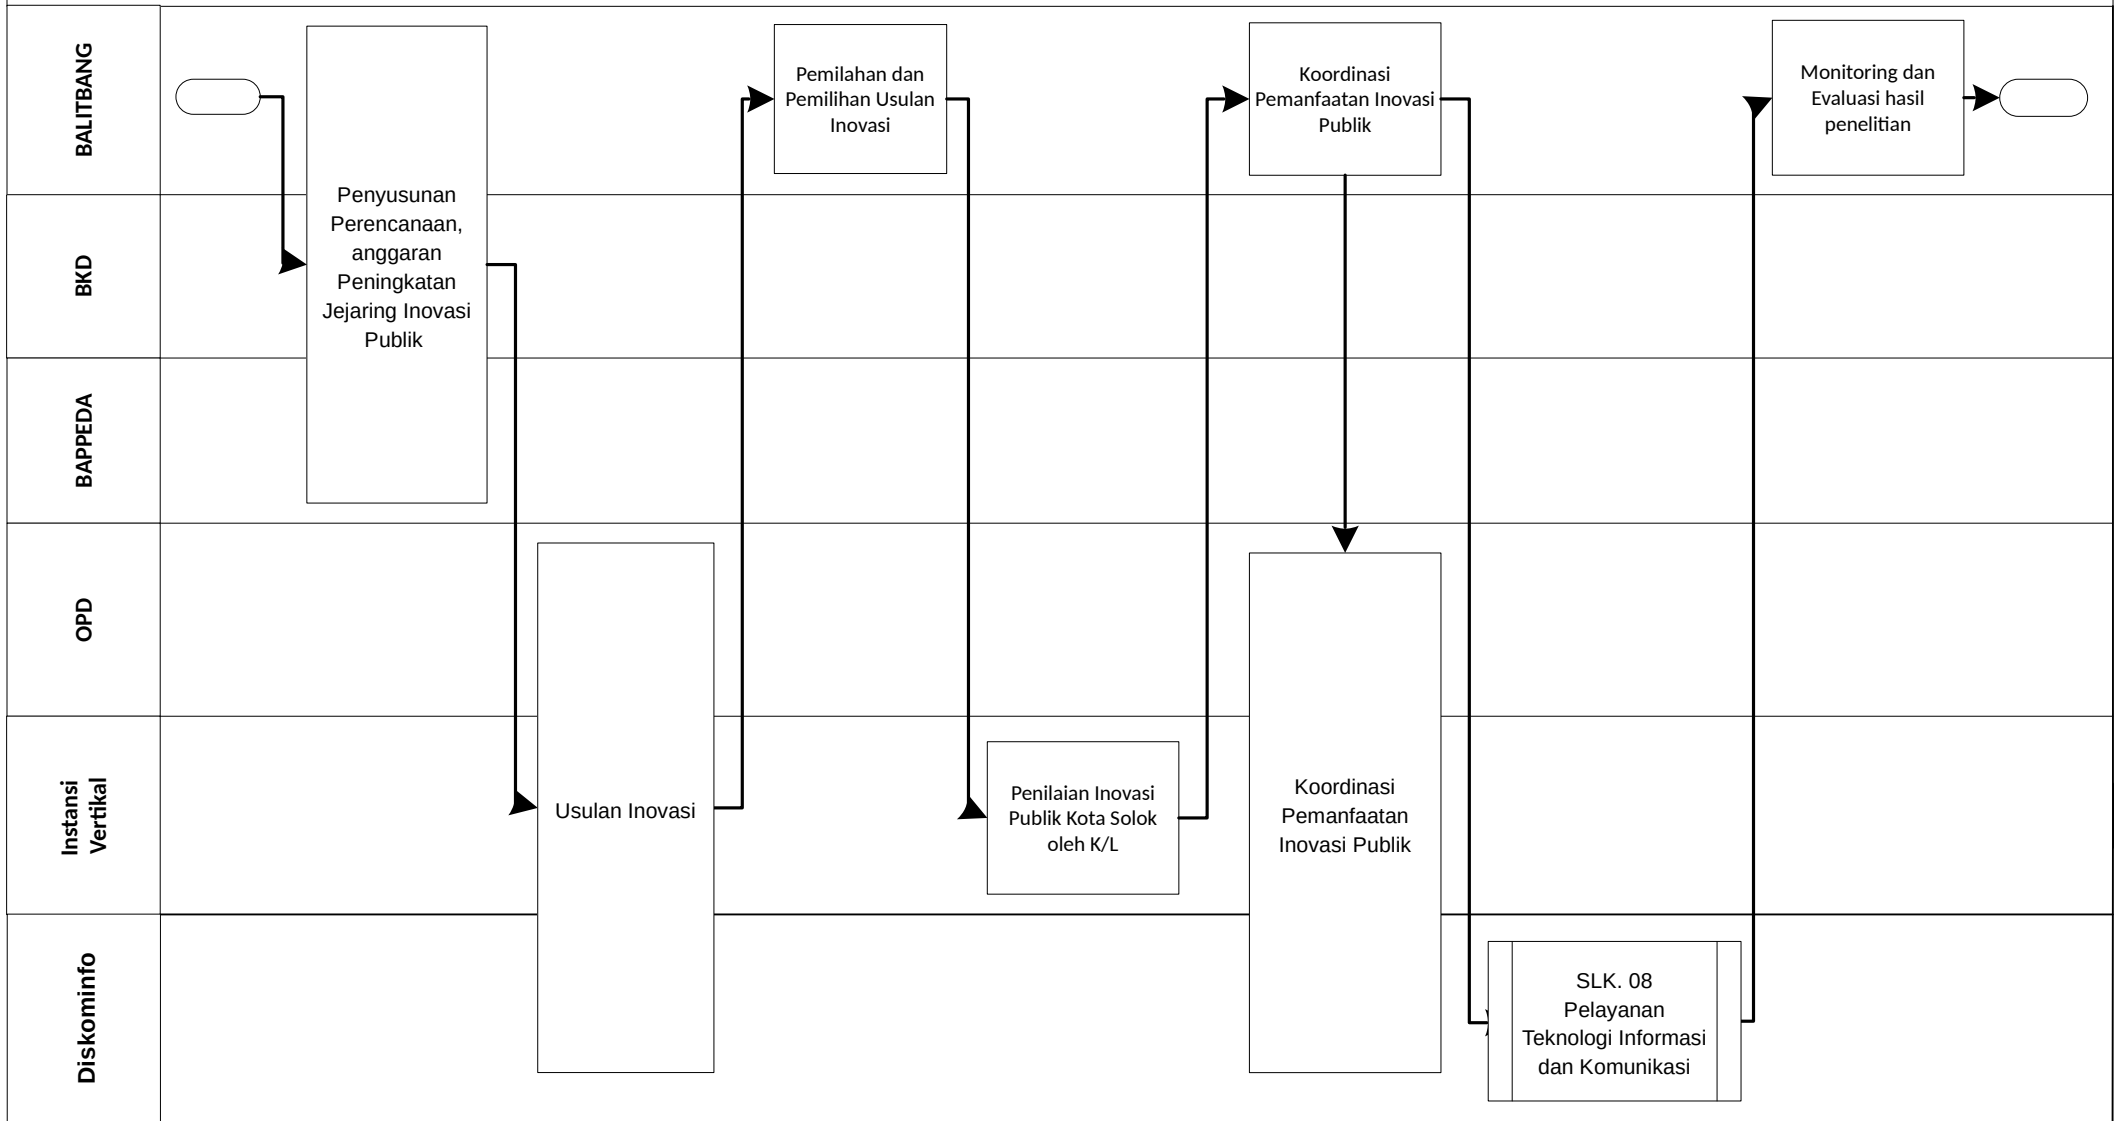 BALITBANG
BKD
BAPPEDA
OPD
Instansi
Vertikal
Diskominfo
Penyusunan
Perencanaan,
anggaran
Peningkatan
Jejaring Inovasi
Publik
Usulan Inovasi
Pemilahan dan
Pemilihan Usulan
Inovasi
Penilaian Inovasi
Publik Kota Solok
oleh K/L
Koordinasi
Pemanfaatan Inovasi
Publik
Koordinasi
Pemanfaatan
Inovasi Publik
SLK. 08
Pelayanan
Teknologi Informasi
dan Komunikasi
Monitoring dan
Evaluasi hasil
penelitian